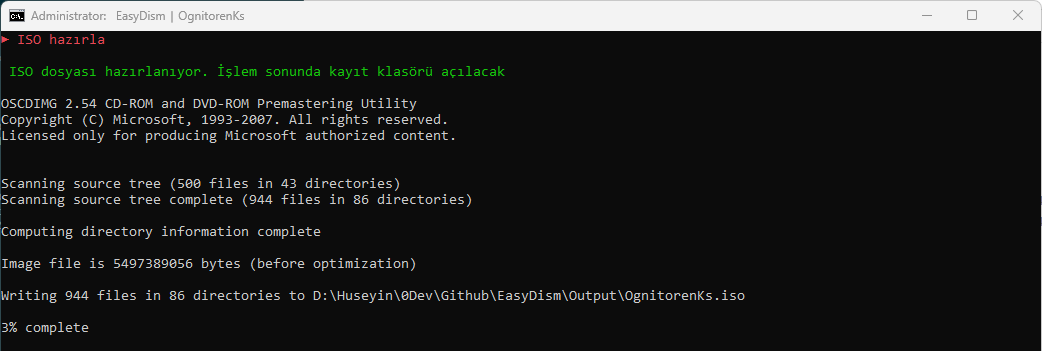 Administrator: EasyDism | OgnitorenKs
► ISO hazırla
ISO dosyası hazırlanıyor. İşlem sonunda kayıt klasörü açılacak
OSCDIMG 2.54 CD-ROM and DVD-ROM Premastering Utility
Copyright (C) Microsoft, 1993-2007. All rights reserved.
Licensed only for producing Microsoft authorized content.
Scanning source tree (500 files in 43 directories)
Scanning source tree complete (944 files in 86 directories)
Computing directory information complete
Image file is 5497389056 bytes (before optimization)
Writing 944 files in 86 directories to D:\Huseyin\0Dev\Github\EasyDism\Output\OgnitorenKs.iso
3% complete